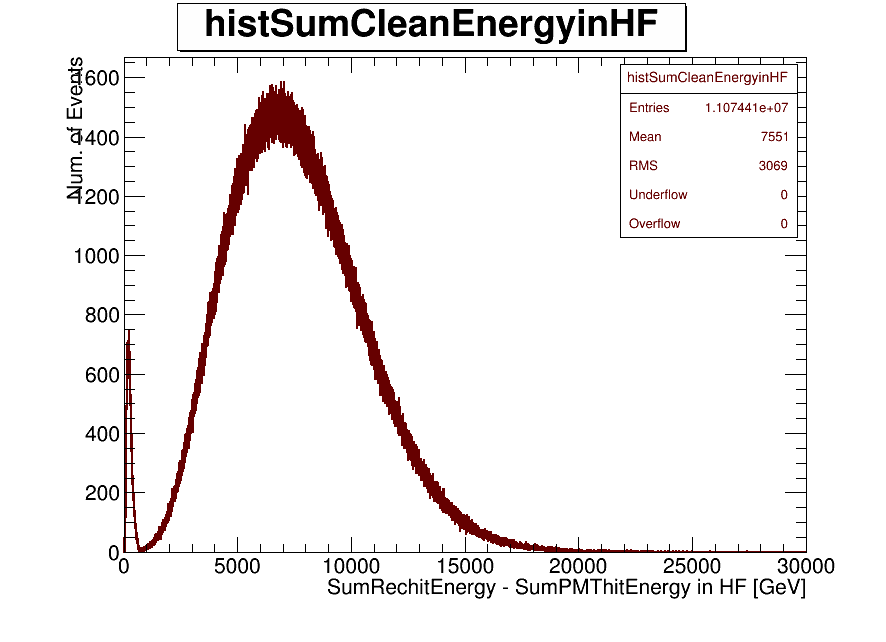 histSumCleanEnergyinHF
Num. of Events
1600
1400
1200
1000
800
600
400
200
0
histSumCleanEnergyinHF
Entries 1.107441e+07
Mean 7551
RMS 3069
Underflow 0
Overflow 0
0 5000 10000 15000 20000 25000 30000
SumRechitEnergy - SumPMThitEnergy in HF [GeV]